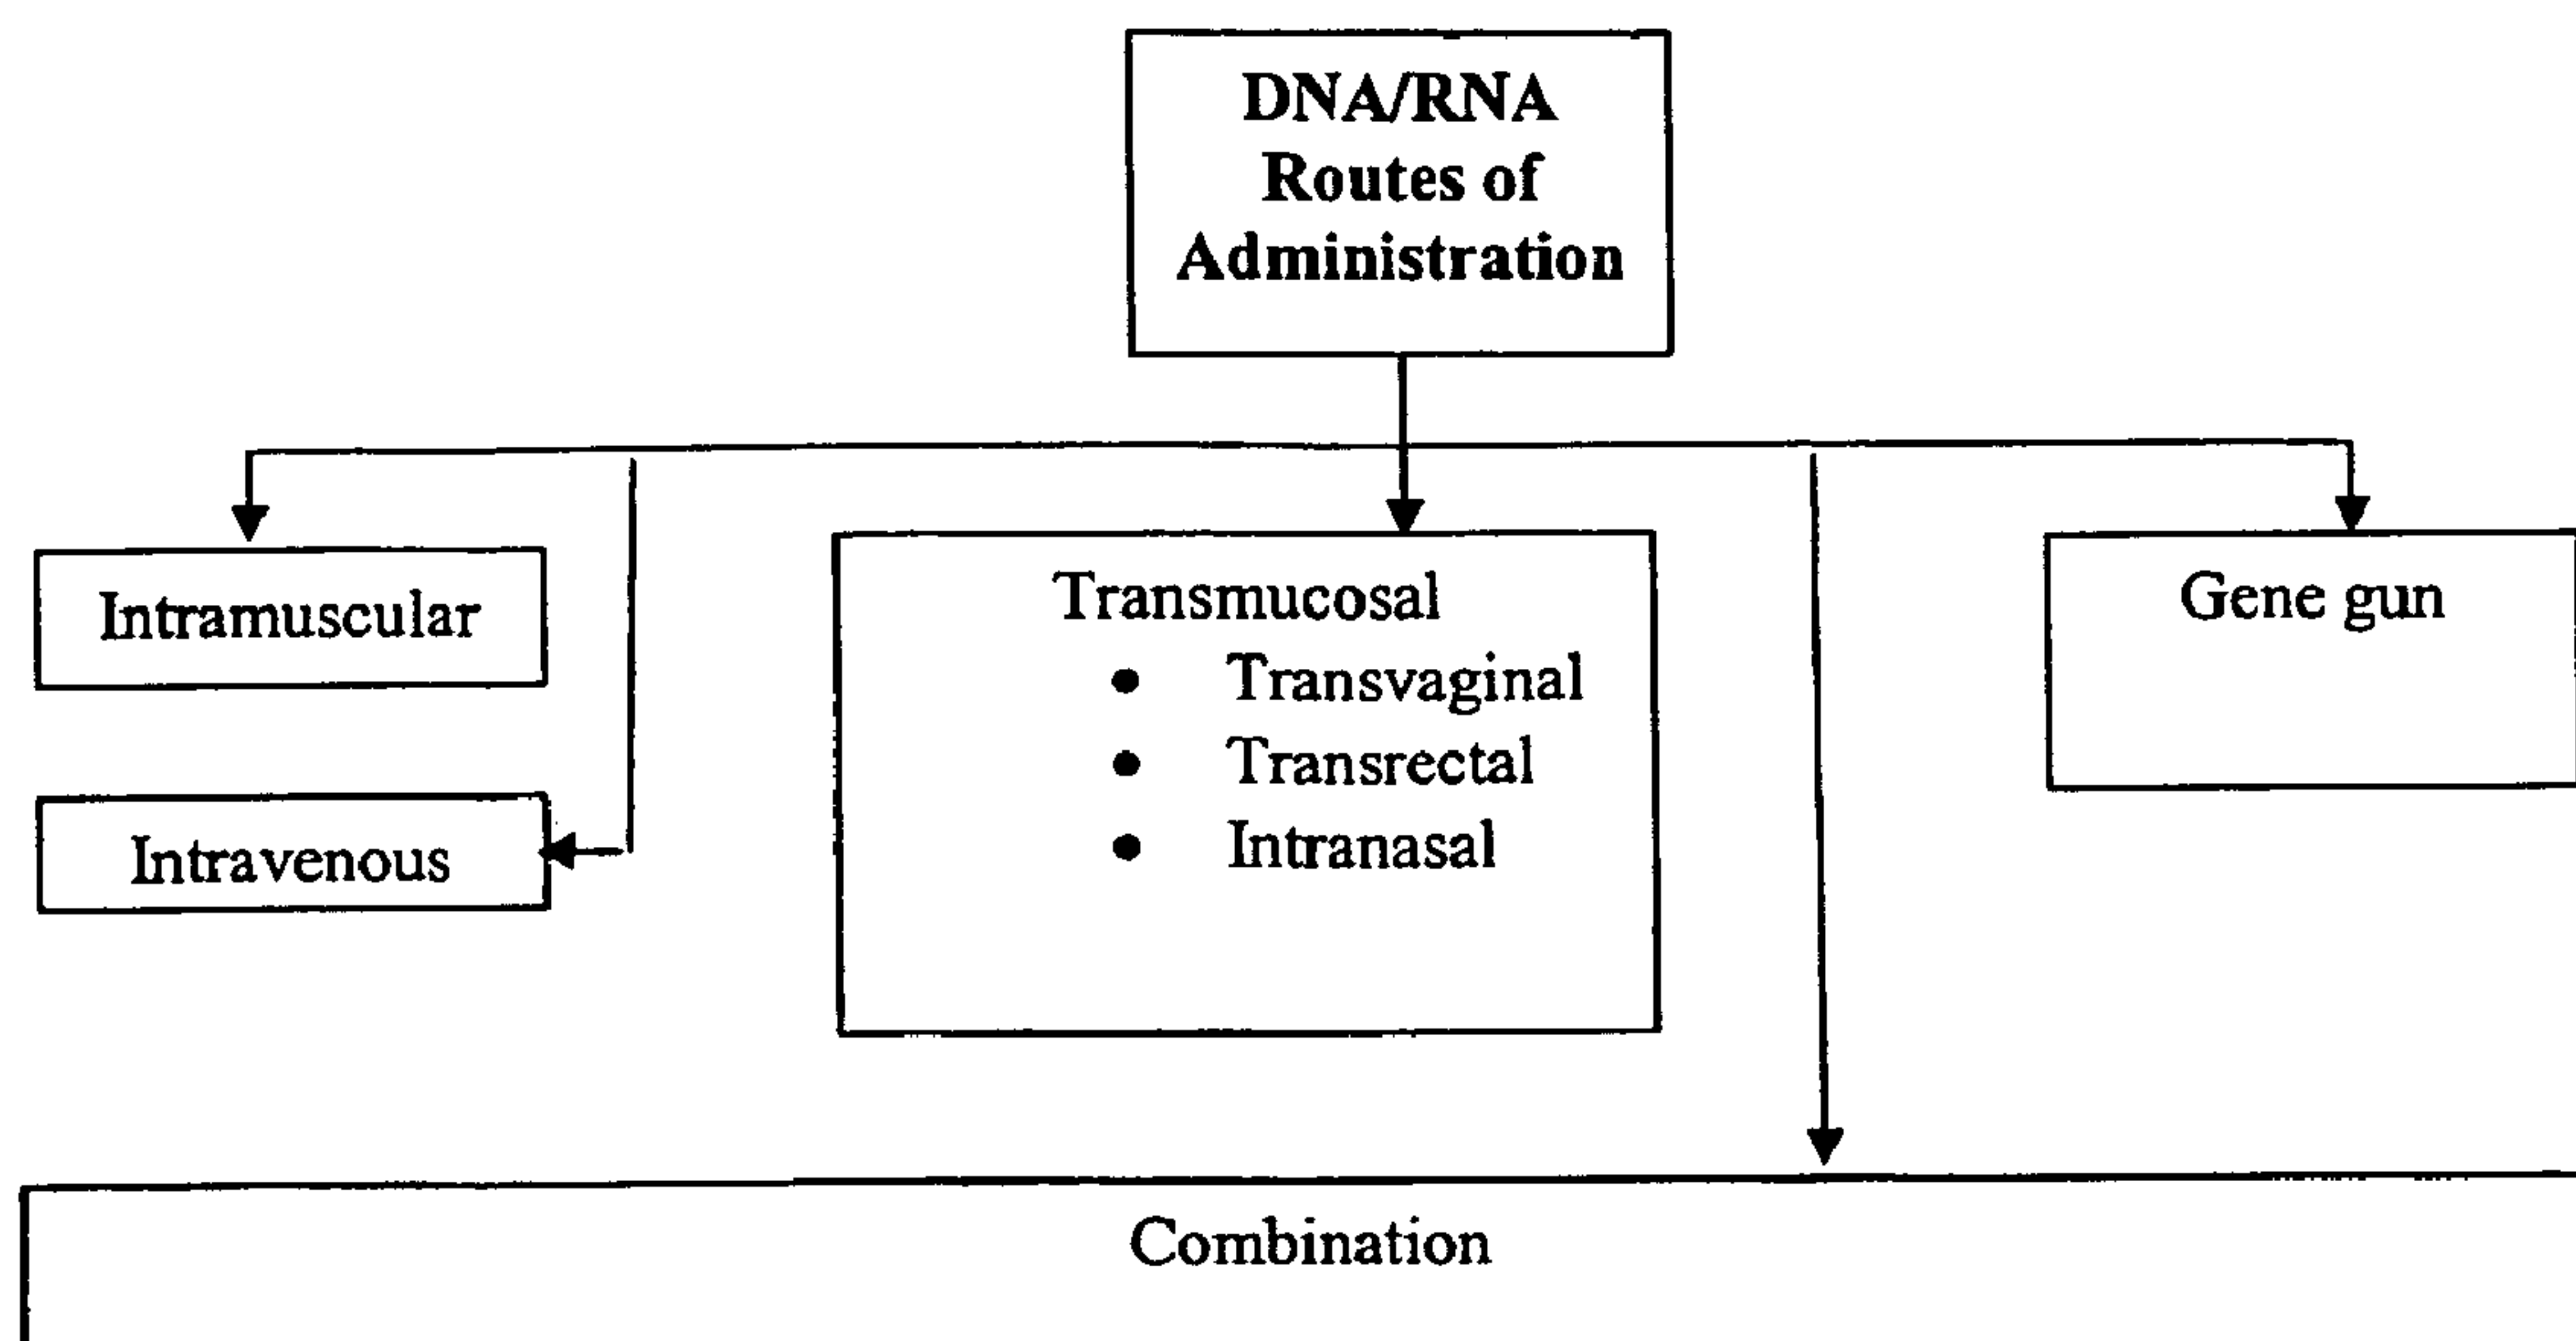 DNA/RNA
Routes of
Administration
Intramuscular
Intravenous
Transmucosal
• Transvaginal
• Transrectal
• Intranasal
Gene gun
Combination